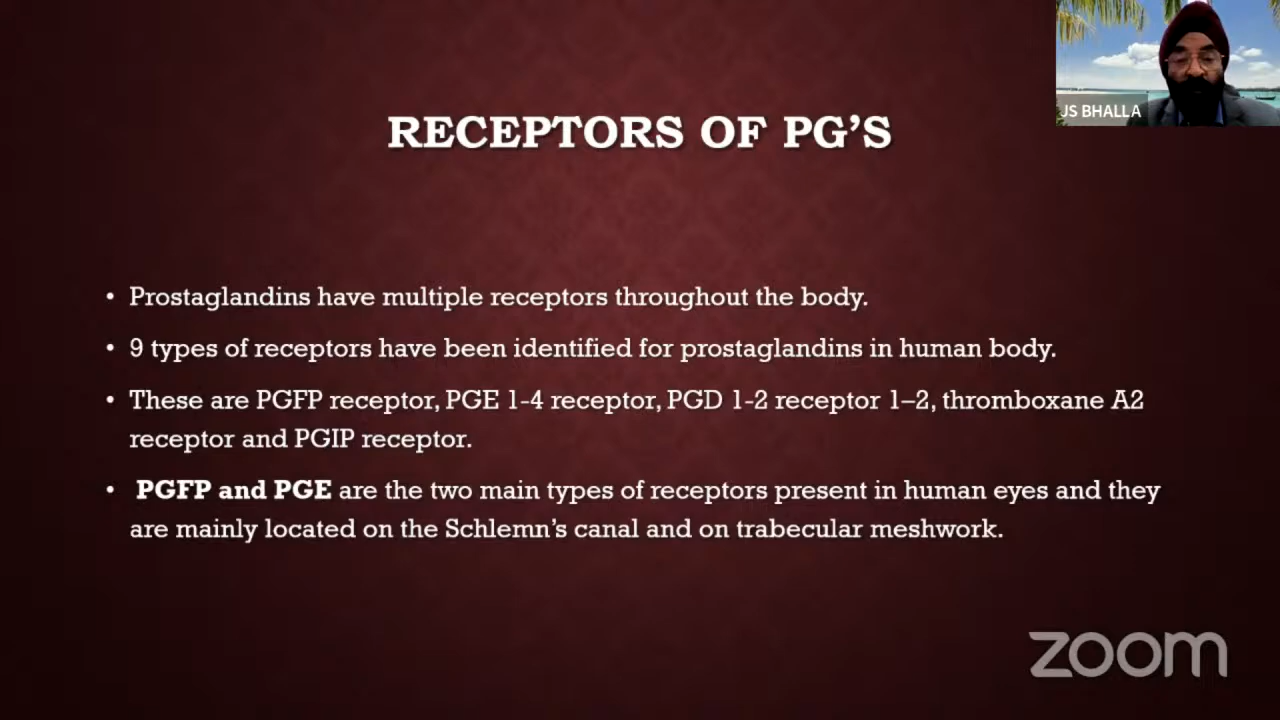 JS BHALLA
RECEPTORS OF PG’S
• Prostaglandins have multiple receptors throughout the body.
• 9 types of receptors have been identified for prostaglandins in human body.
• These are PGFP receptor, PGE 1-4 receptor, PGD 1-2 receptor 1–2, thromboxane A2
receptor and PGIP receptor.
• PGFP and PGE are the two main types of receptors present in human eyes and they
are mainly located on the Schlemn’s canal and on trabecular meshwork.
zoom